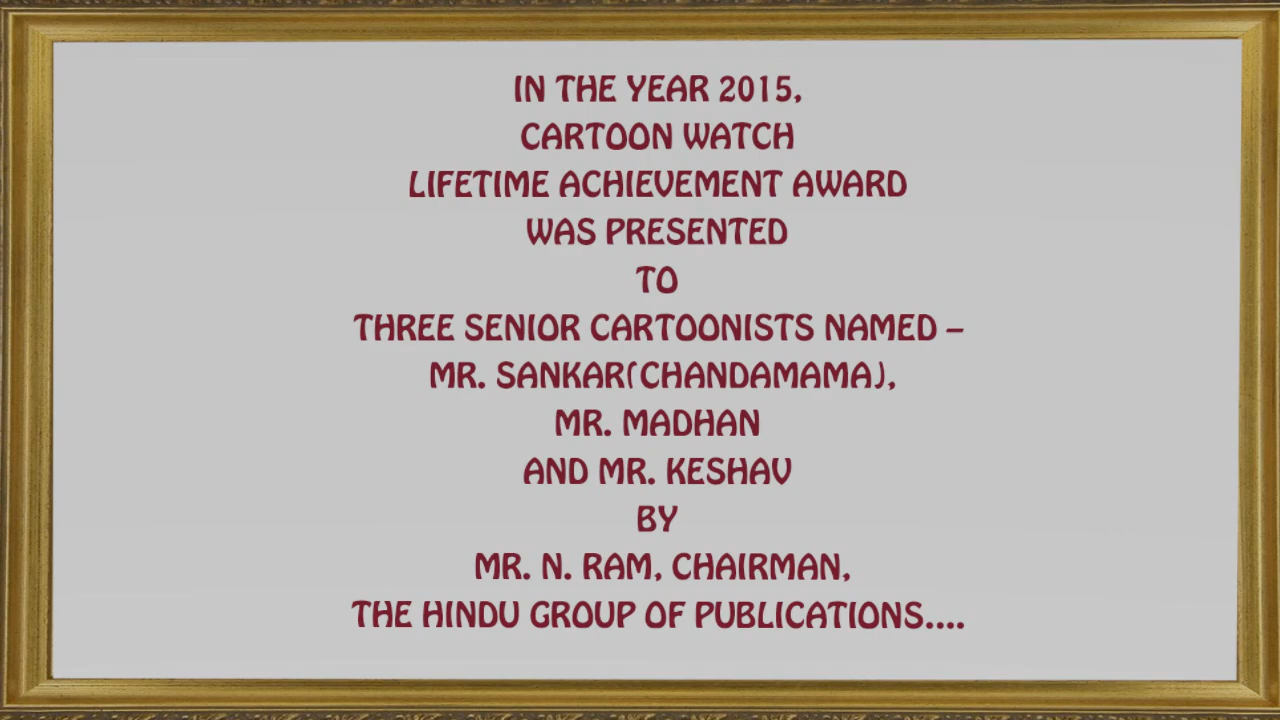 IN THE YEAR 2015,
CARTOON WATCH
LIFETIME ACHIEVEMENT AWARD
WAS PRESENTED
TO
THREE SENIOR CARTOONISTS NAMED –
MR. SANKAR(CHANDAMAMA),
MR. MADHAN
AND MR. KESHAV
BY
MR. N. RAM, CHAIRMAN,
THE HINDU GROUP OF PUBLICATIONS....